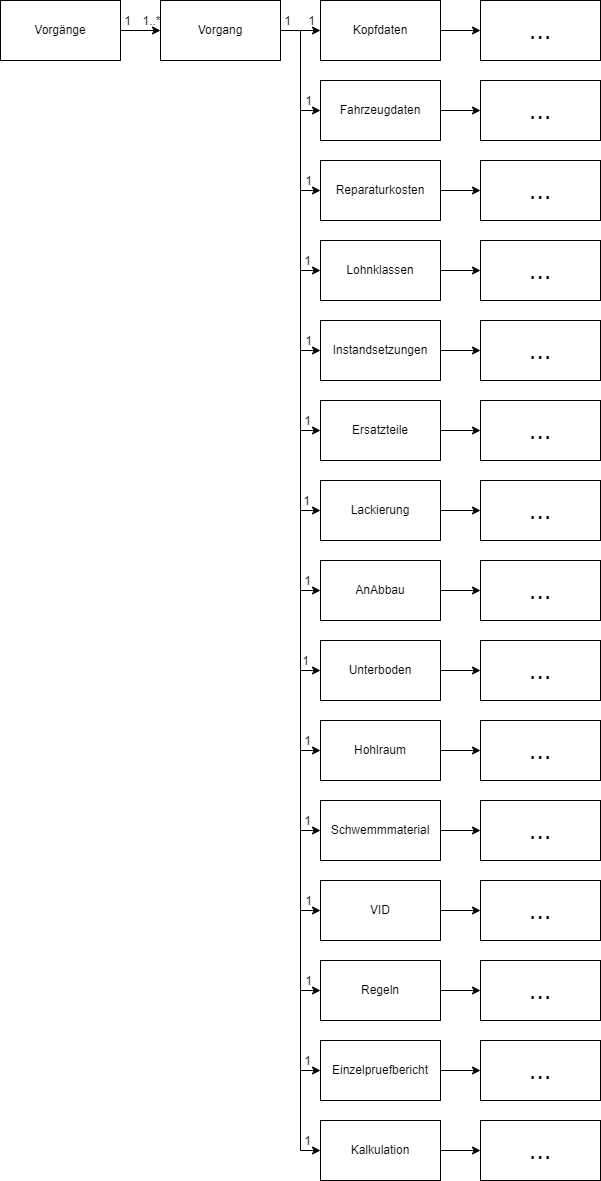 Vorgänge 1 1..* Vorgang 1 1 Kopfdaten ...
1 Fahrzeugdaten ...
1 Reparaturkosten ...
1 Lohnklassen ...
1 Instandsetzungen ...
1 Ersatzteile ...
1 Lackierung ...
1 AnAbbau ...
1 Unterboden ...
1 Hohlraum ...
1 Schwemmmaterial ...
1 VID ...
1 Regeln ...
1 Einzelpruefbericht ...
1 Kalkulation ...